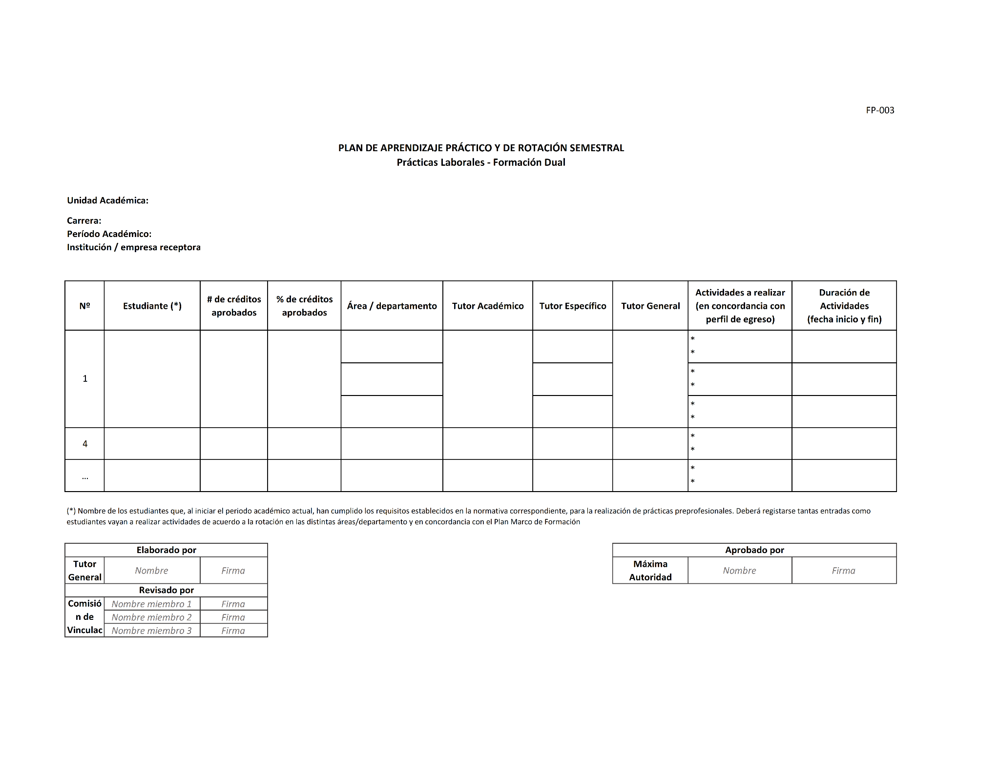 FP-003
PLAN DE APRENDIZAJE PRÁCTICO Y DE ROTACIÓN SEMESTRAL
Prácticas Laborales - Formación Dual
Unidad Académica:
Carrera:
Período Académico:
Institución / empresa receptora
Nº
Estudiante (*)
# de créditos
aprobados
% de créditos
aprobados
Área / departamento
Tutor Académico
Tutor Específico
Tutor General
Actividades a realizar
(en concordancia con
perfil de egreso)
Duración de
Actividades
(fecha inicio y fin)
1
*
*
*
*
*
*
4
*
*
...
*
*
(*) Nombre de los estudiantes que, al iniciar el periodo académico actual, han cumplido los requisitos establecidos en la normativa correspondiente, para la realización de prácticas preprofesionales. Deberá registarse tantas entradas como
estudiantes vayan a realizar actividades de acuerdo a la rotación en las distintas áreas/departamento y en concordancia con el Plan Marco de Formación
Elaborado por
Tutor
General
Nombre
Firma
Revisado por
Comisió
n de
Vinculac
Nombre miembro 1
Firma
Nombre miembro 2
Firma
Nombre miembro 3
Firma
Aprobado por
Máxima
Autoridad
Nombre
Firma